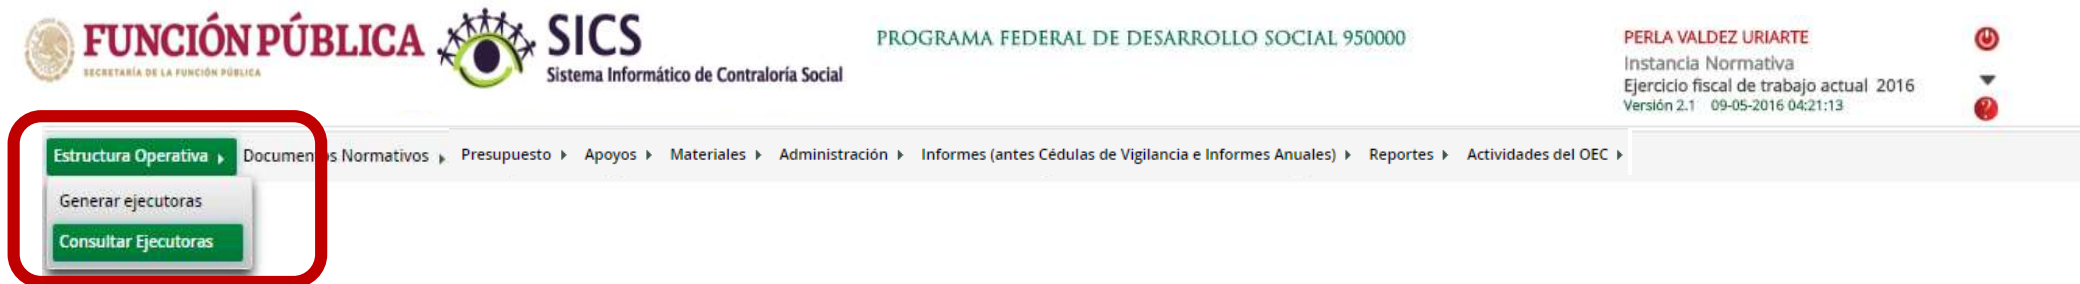 FUNCIÓN PÚBLICA
SECRETARÍA DE LA FUNCIÓN PÚBLICA
SICS
Sistema Informático de Contraloría Social
PROGRAMA FEDERAL DE DESARROLLO SOCIAL 950000
PERLA VALDEZ URIARTE
Instancia Normativa
Ejercicio fiscal de trabajo actual 2016
Versión 2.1 09-05-2016 04:21:13
?
Estructura Operativa Documentos Normativos Presupuesto Apoyos Materiales Administración Informes (antes Cédulas de Vigilancia e Informes Anuales) Reportes Actividades del OEC
Generar ejecutoras
Consultar Ejecutoras